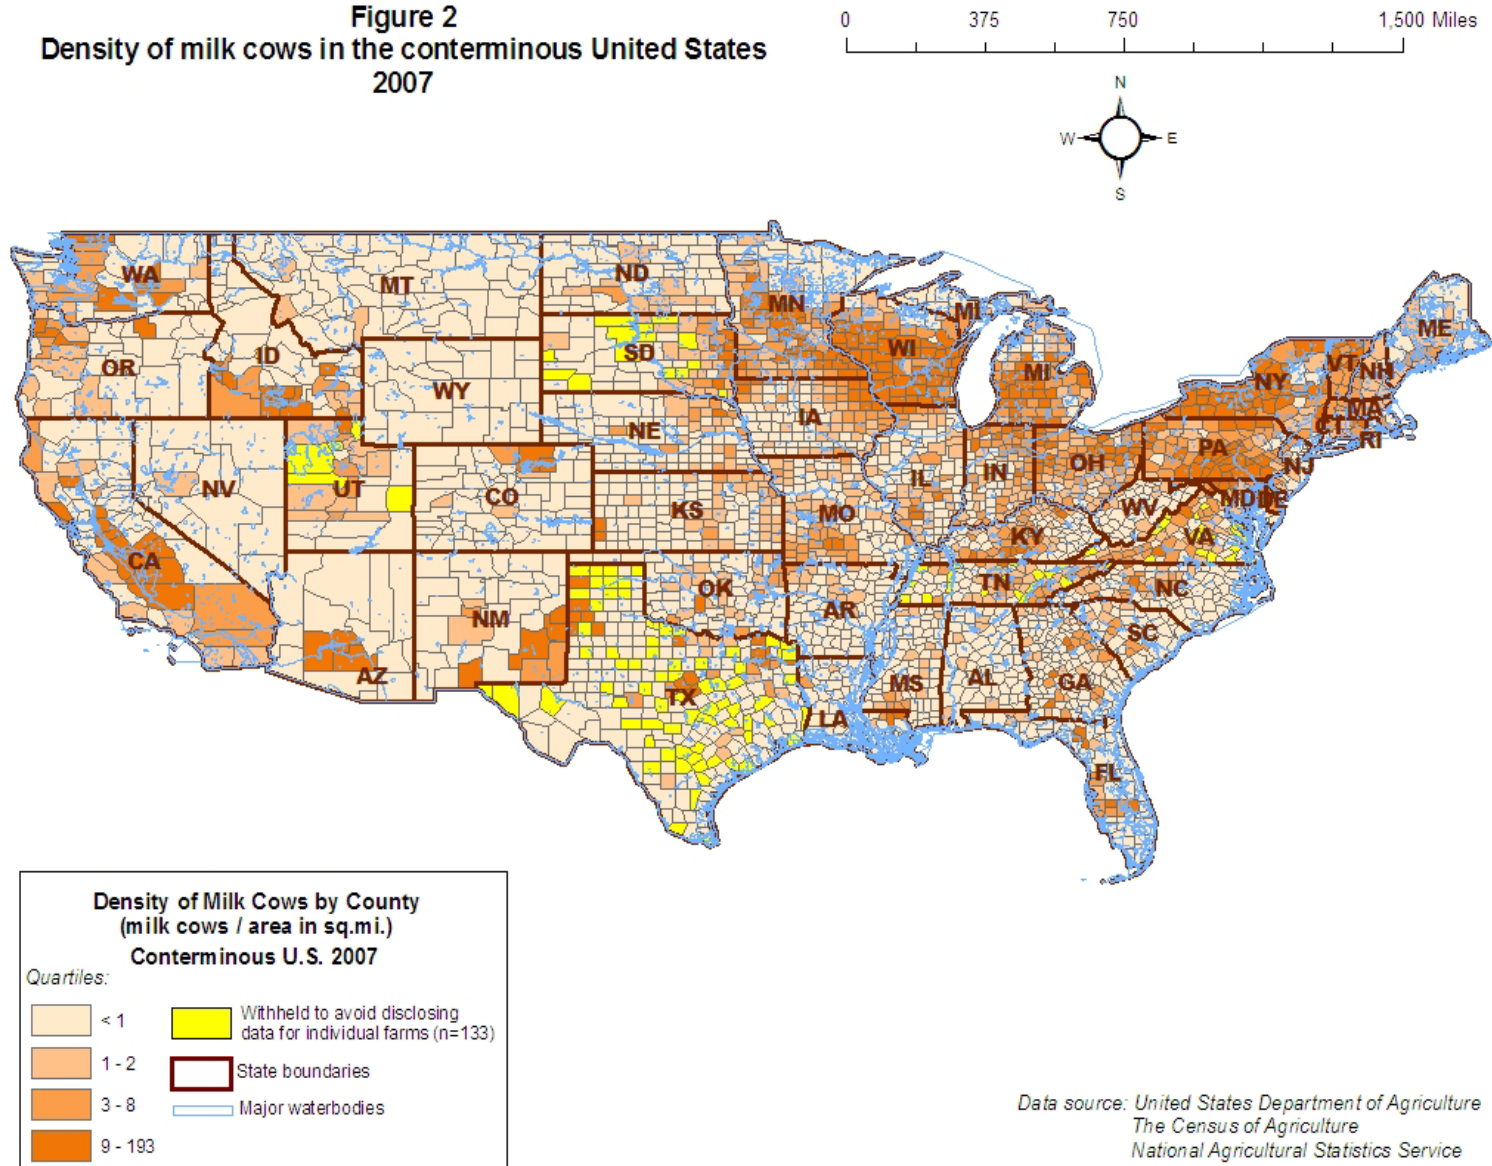 Figure 2
Density of milk cows in the conterminous United States
2007
0 375 750 1,500 Miles
N
W E
S
WA
MT
ND
MN
MI
ME
OR
ID
WY
SD
WI
MI
NY
VT
NH
MA
CT
RI
NV
UT
CO
NE
IA
IL
IN
OH
PA
NJ
CA
KS
MO
KY
WV
MD
DE
VA
AZ
NM
OK
AR
TN
NC
SC
TX
LA
MS
AL
GA
FL
Density of Milk Cows by County
(milk cows / area in sq.mi.)
Conterminous U.S. 2007
Quartiles:
< 1
1 - 2
3 - 8
9 - 193
Withheld to avoid disclosing
data for individual farms (n=133)
State boundaries
Major waterbodies
Data source: United States Department of Agriculture
The Census of Agriculture
National Agricultural Statistics Service